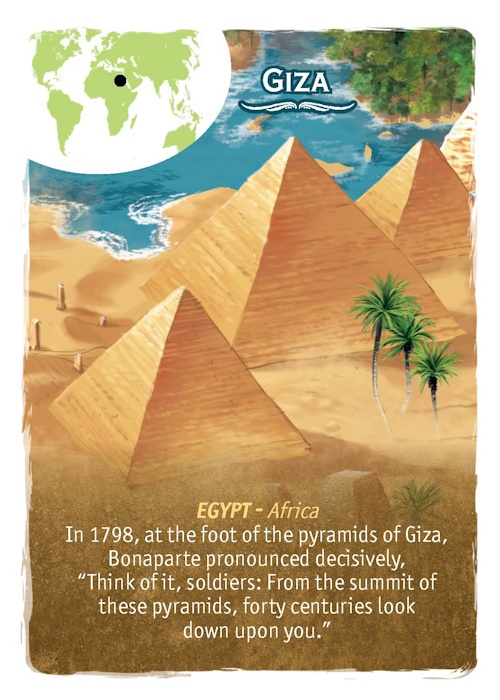 GIZA
EGYPT - Africa
In 1798, at the foot of the pyramids of Giza,
Bonaparte pronounced decisively,
“Think of it, soldiers: From the summit of
these pyramids, forty centuries look
down upon you.”